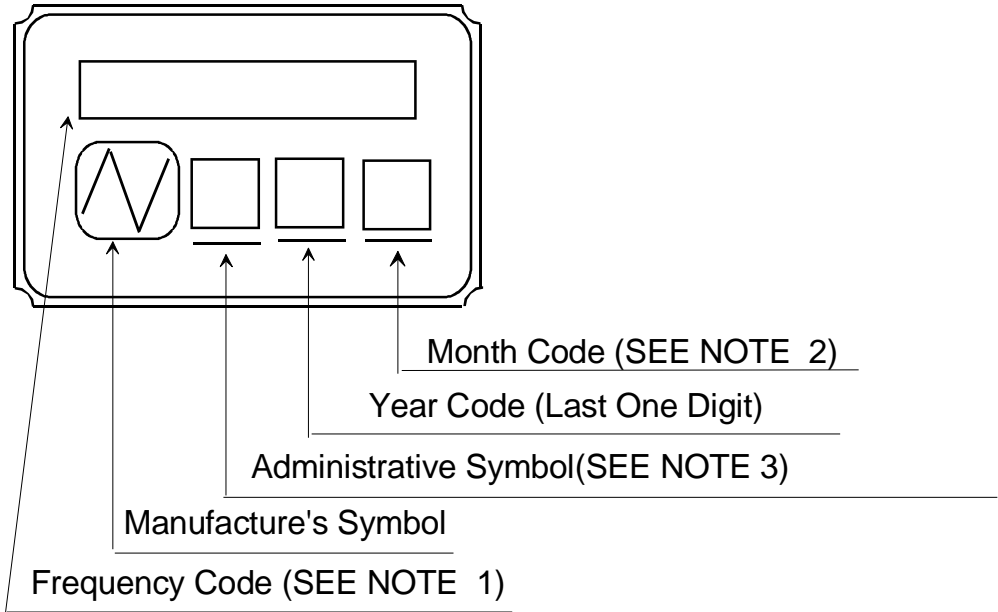 Month Code (SEE NOTE 2)
Year Code (Last One Digit)
Administrative Symbol(SEE NOTE 3)
Manufacture's Symbol
Frequency Code (SEE NOTE 1)